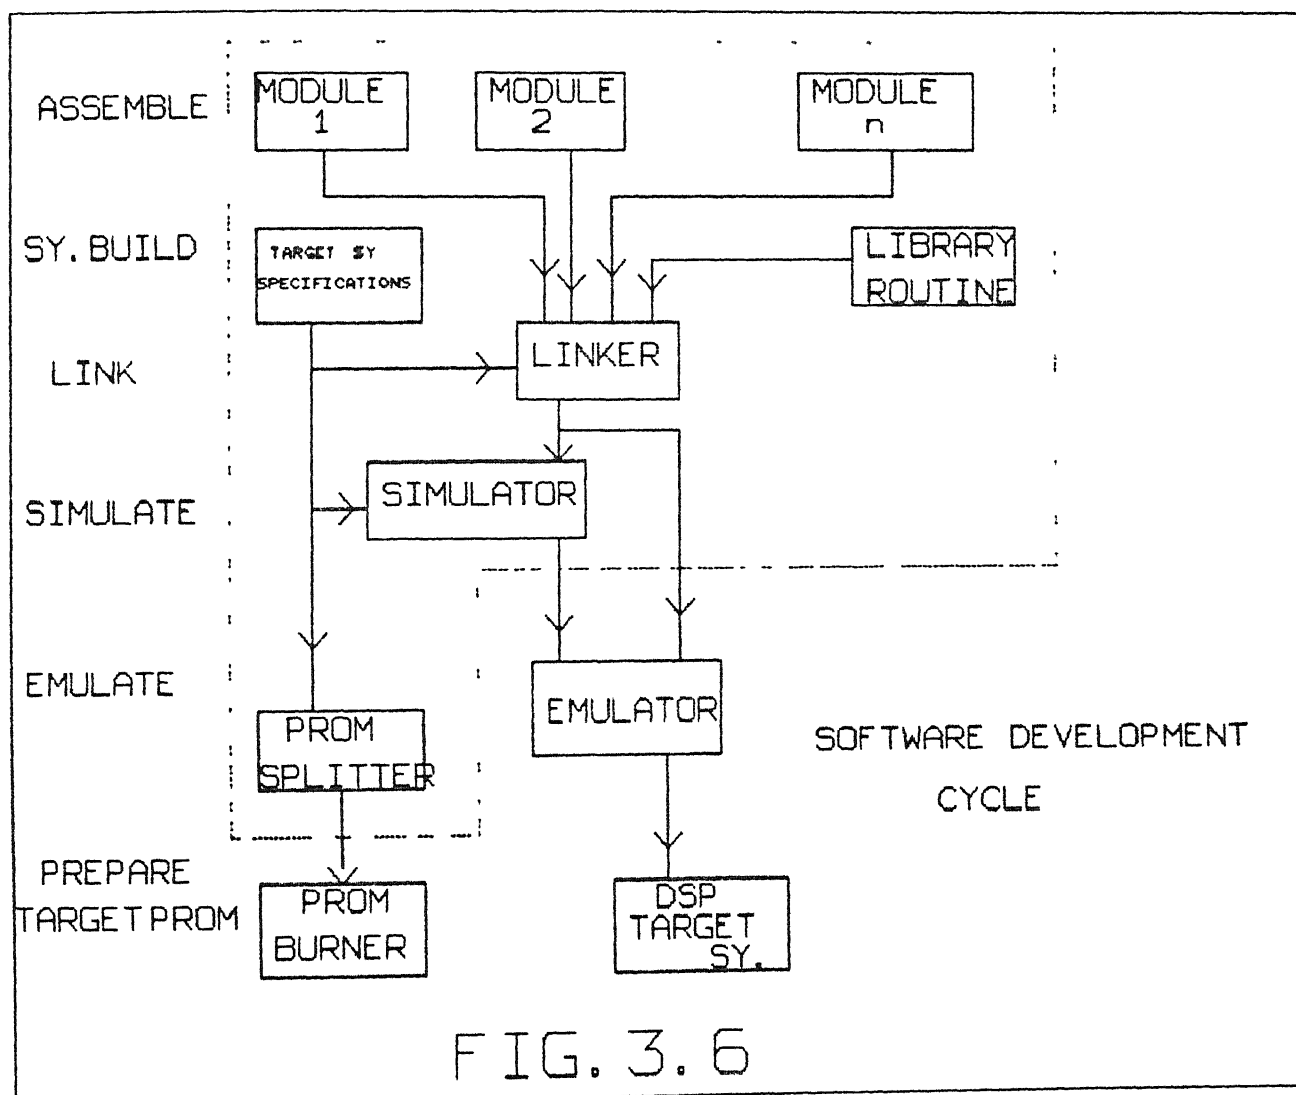 ASSEMBLE
MODULE
1
MODULE
2
MODULE
n
SY. BUILD
TARGET SY
SPECIFICATIONS
LIBRARY
ROUTINE
LINK
LINKER
SIMULATE
SIMULATOR
EMULATE
EMULATOR
PROM
SPLITTER
SOFTWARE DEVELOPMENT
CYCLE
PREPARE
TARGET PROM
PROM
BURNER
DSP
TARGET
SY.
FIG. 3. 6